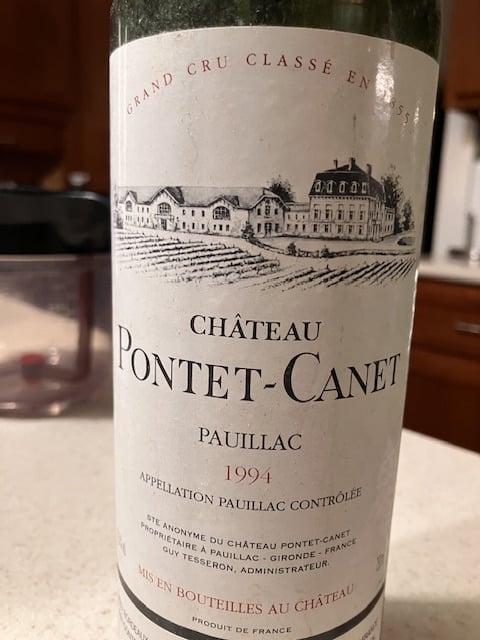 GRAND CRU CLASSÉ EN 1855
CHÂTEAU
PONTET-CANET
PAUILLAC
1994
APPELLATION PAUILLAC CONTRÔLÉE
STE ANONYME DU CHÂTEAU PONTET-CANET
PROPRIÉTAIRE À PAUILLAC - GIRONDE - FRANCE
GUY TESSERON, ADMINISTRATEUR.
MIS EN BOUTEILLES AU CHÂTEAU
PRODUIT DE FRANCE